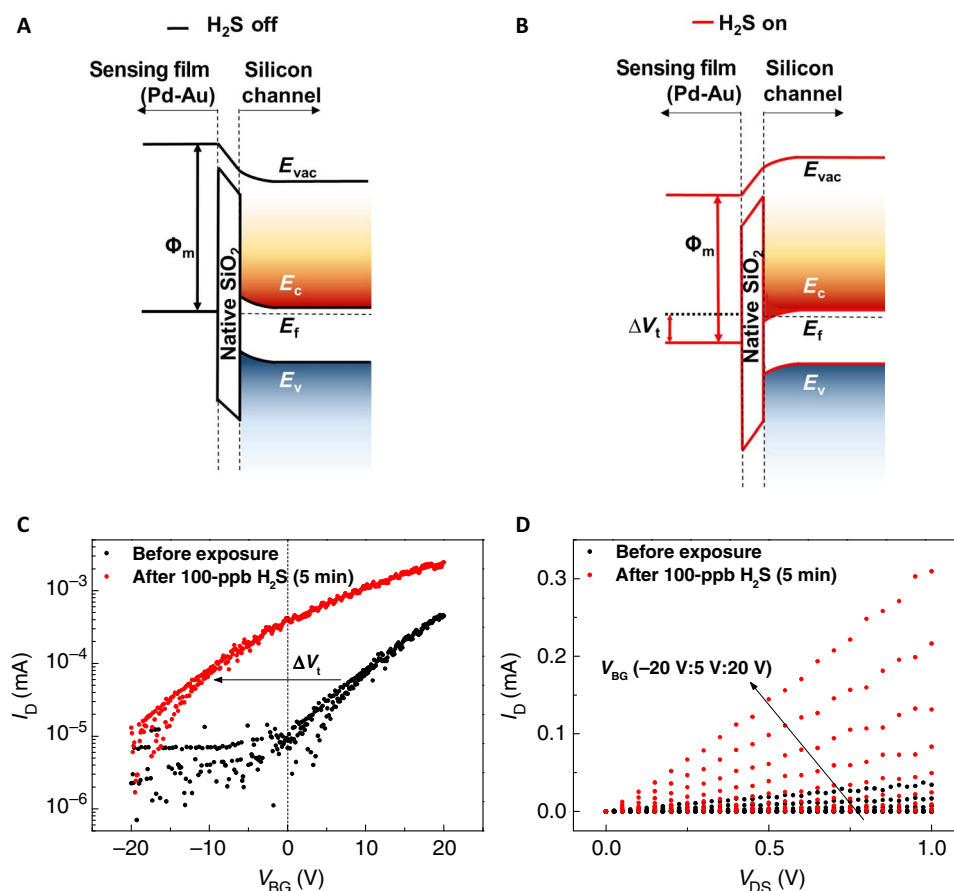 A
H₂S off
Sensing film
(Pd-Au)
Silicon
channel
Evac
Φm
Native SiO₂
Ec
Ef
Ev
B
H₂S on
Sensing film
(Pd-Au)
Silicon
channel
Evac
Φm
Native SiO₂
Ec
ΔVt
Ef
Ev
C
Before exposure
After 100-ppb H₂S (5 min)
ΔVt
10⁻³
10⁻⁴
10⁻⁵
10⁻⁶
ID (mA)
−20
−10
0
10
20
VBG (V)
D
Before exposure
After 100-ppb H₂S (5 min)
VBG (−20 V:5 V:20 V)
0.3
0.2
0.1
0.0
ID (mA)
0.0
0.5
1.0
VDS (V)